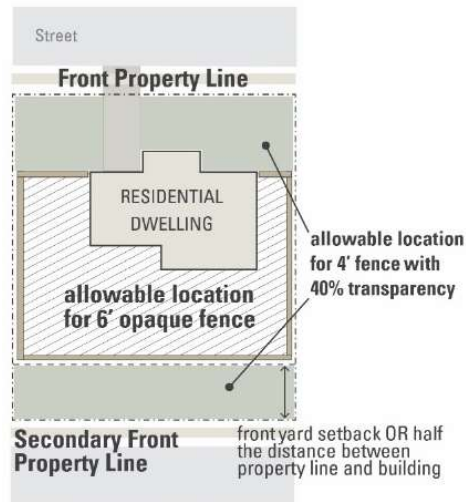 Street
Front Property Line
RESIDENTIAL
DWELLING
allowable location
for 4' fence with
40% transparency
allowable location
for 6' opaque fence
Secondary Front
Property Line
front yard setback OR half
the distance between
property line and building